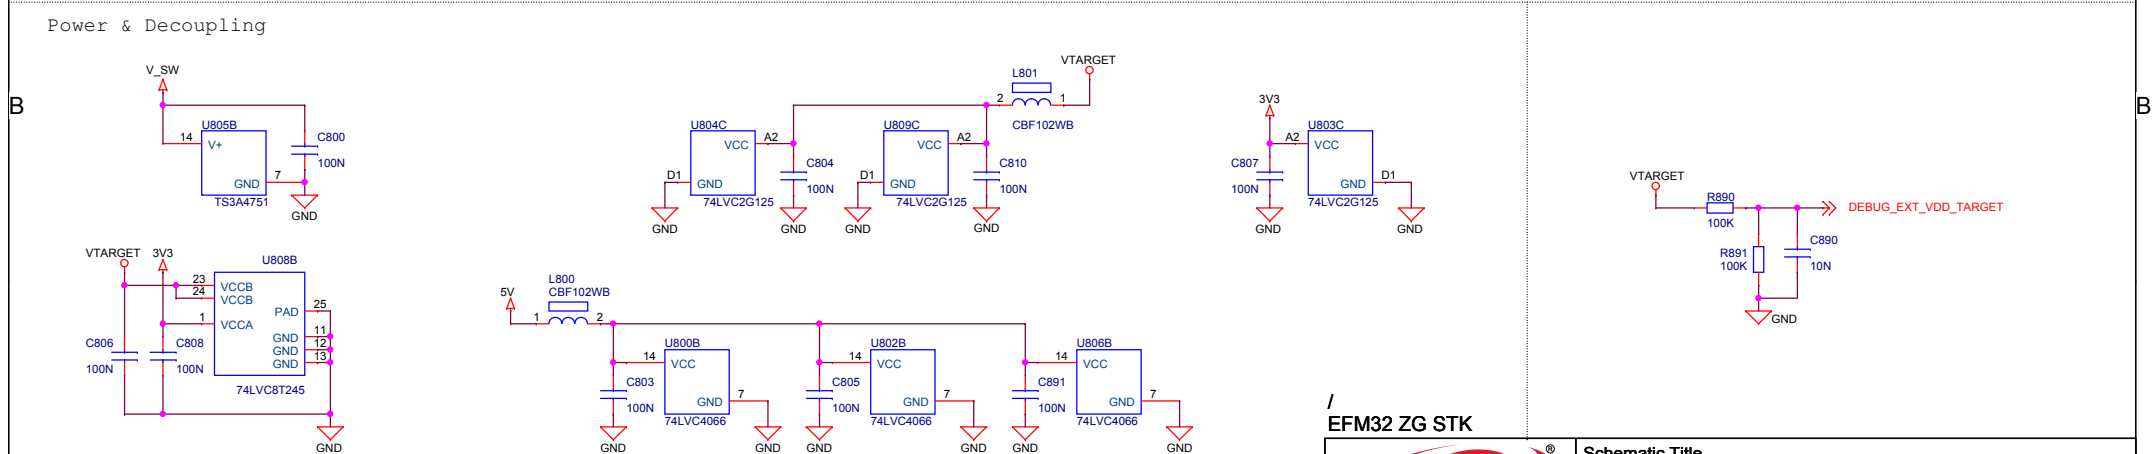 Power & Decoupling
B
B
V_SW
U805B
14
V+
GND
7
TS3A4751
C800
100N
GND
U804C
VCC
A2
D1
GND
74LVC2G125
C804
100N
GND
GND
U809C
VCC
A2
D1
GND
74LVC2G125
C810
100N
GND
GND
L801
2
1
CBF102WB
VTARGET
3V3
U803C
A2
VCC
C807
100N
GND
D1
74LVC2G125
GND
GND
VTARGET
R890
100K
DEBUG_EXT_VDD_TARGET
R891
100K
C890
10N
GND
VTARGET
3V3
U808B
23
VCCB
24
VCCB
25
PAD
1
VCCA
11
GND
12
GND
13
GND
C806
100N
C808
100N
74LVC8T245
GND
5V
L800
CBF102WB
1
2
U800B
14
VCC
C803
100N
GND
7
74LVC4066
GND
GND
U802B
14
VCC
C805
100N
GND
7
74LVC4066
GND
GND
U806B
14
VCC
C891
100N
GND
7
74LVC4066
GND
GND
/
EFM32 ZG STK
®
Schematic Title